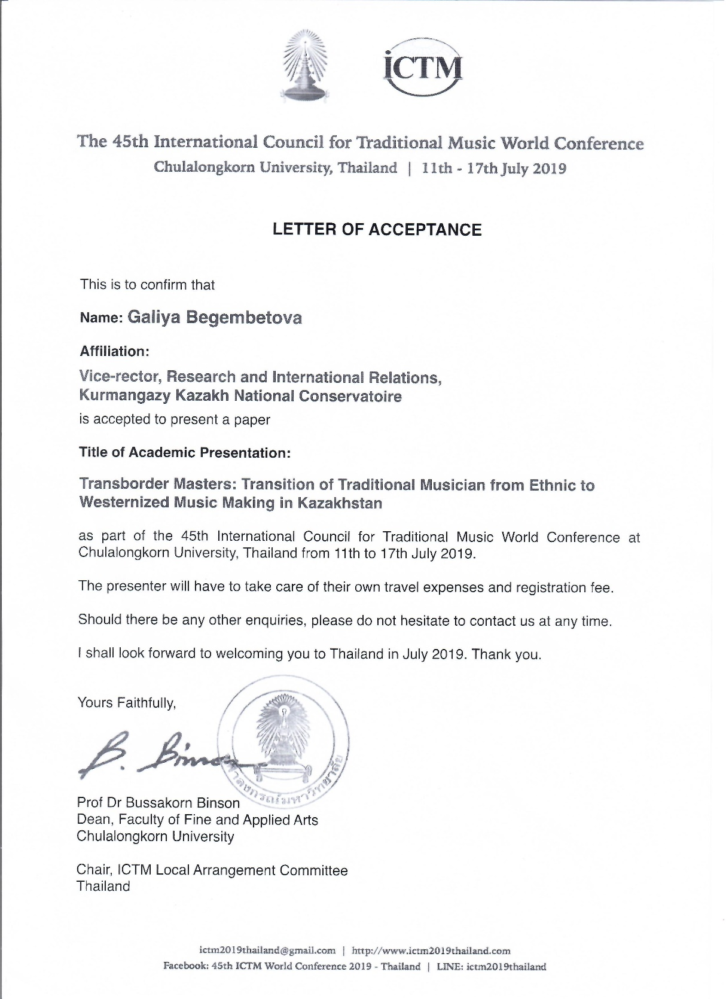 iCTM
The 45th International Council for Traditional Music World Conference
Chulalongkorn University, Thailand | 11th - 17th July 2019
LETTER OF ACCEPTANCE
This is to confirm that
Name: Galiya Begembetova
Affiliation:
Vice-rector, Research and International Relations,
Kurmangazy Kazakh National Conservatoire
is accepted to present a paper
Title of Academic Presentation:
Transborder Masters: Transition of Traditional Musician from Ethnic to
Westernized Music Making in Kazakhstan
as part of the 45th International Council for Traditional Music World Conference at
Chulalongkorn University, Thailand from 11th to 17th July 2019.
The presenter will have to take care of their own travel expenses and registration fee.
Should there be any other enquiries, please do not hesitate to contact us at any time.
I shall look forward to welcoming you to Thailand in July 2019. Thank you.
Yours Faithfully,
B. Binson
จุฬาลงกรณ์มหาวิทยาลัย
Prof Dr Bussakorn Binson
Dean, Faculty of Fine and Applied Arts
Chulalongkorn University
Chair, ICTM Local Arrangement Committee
Thailand
ictm2019thailand@gmail.com | http://www.ictm2019thailand.com
Facebook: 45th ICTM World Conference 2019 - Thailand | LINE: ictm2019thailand